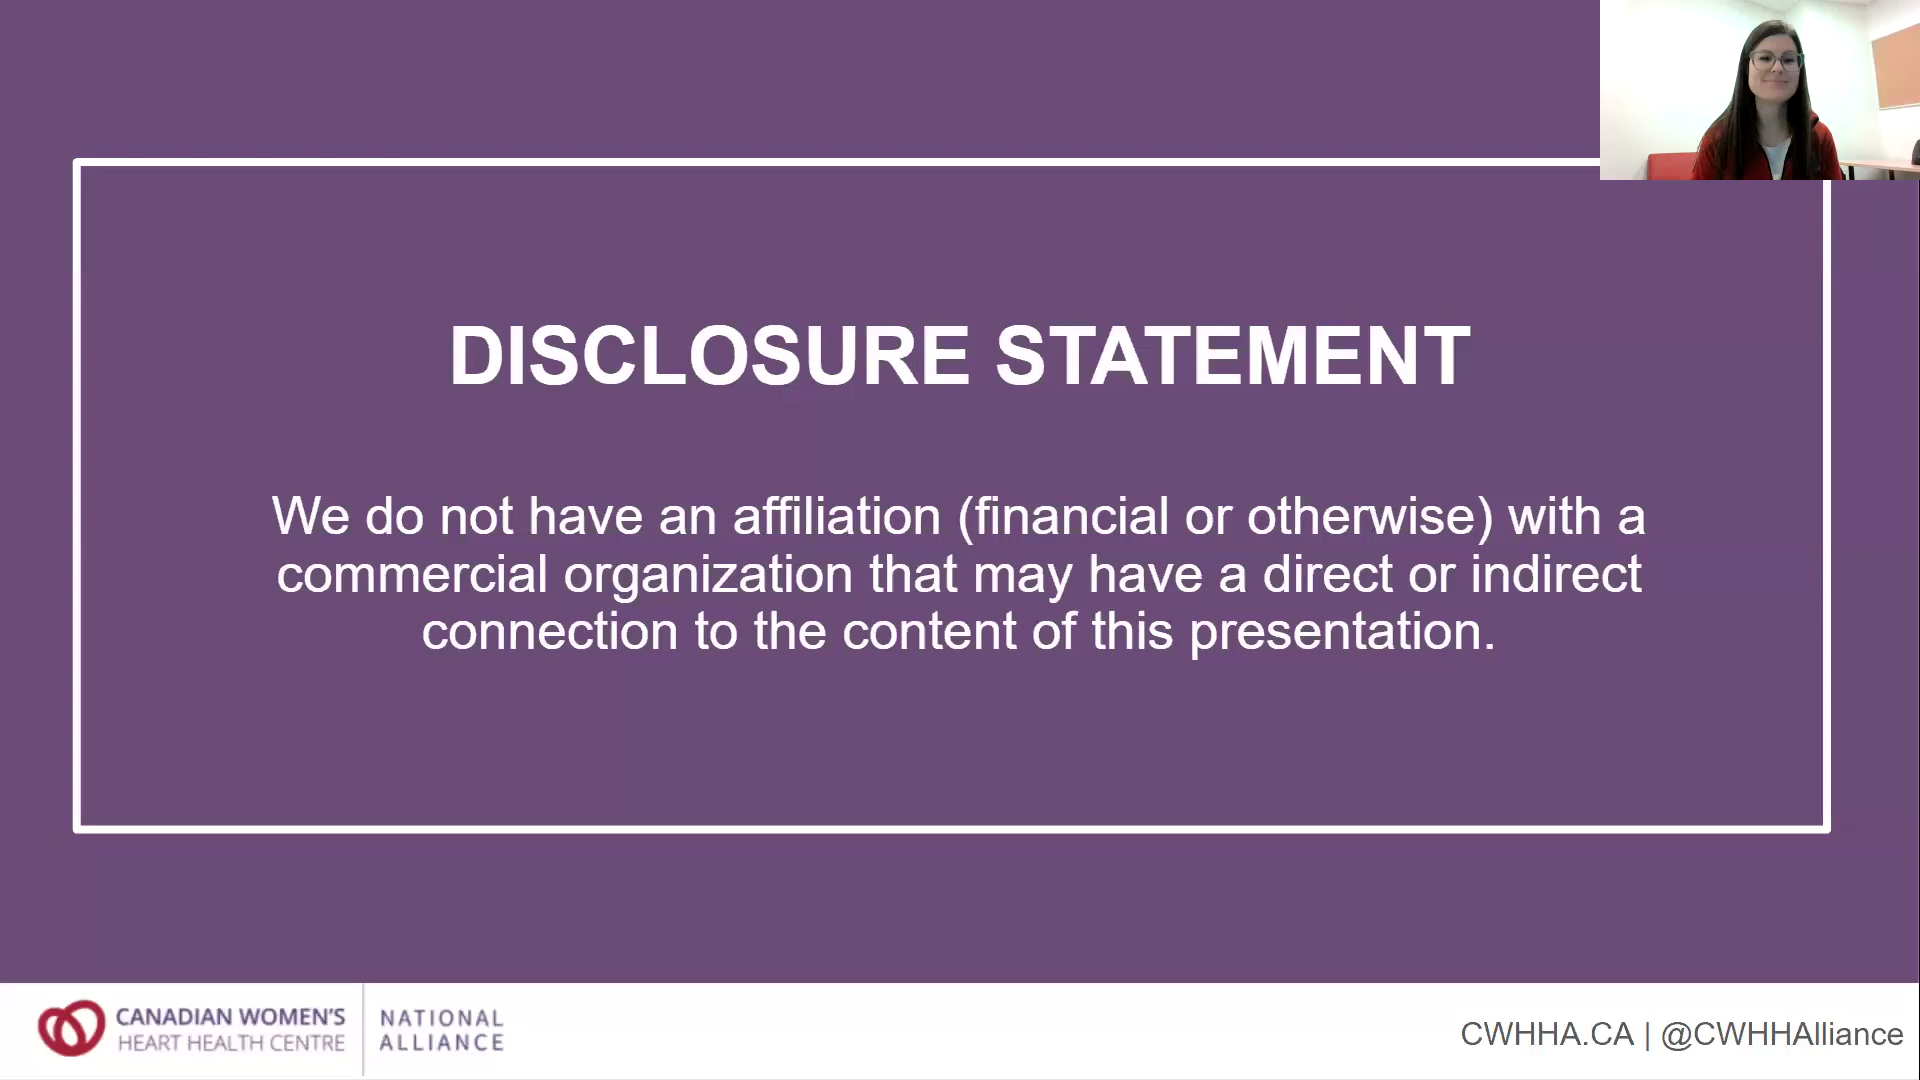 DISCLOSURE STATEMENT
We do not have an affiliation (financial or otherwise) with a
commercial organization that may have a direct or indirect
connection to the content of this presentation.
CANADIAN WOMEN'S
HEART HEALTH CENTRE
NATIONAL
ALLIANCE
CWHHA.CA | @CWHHAlliance